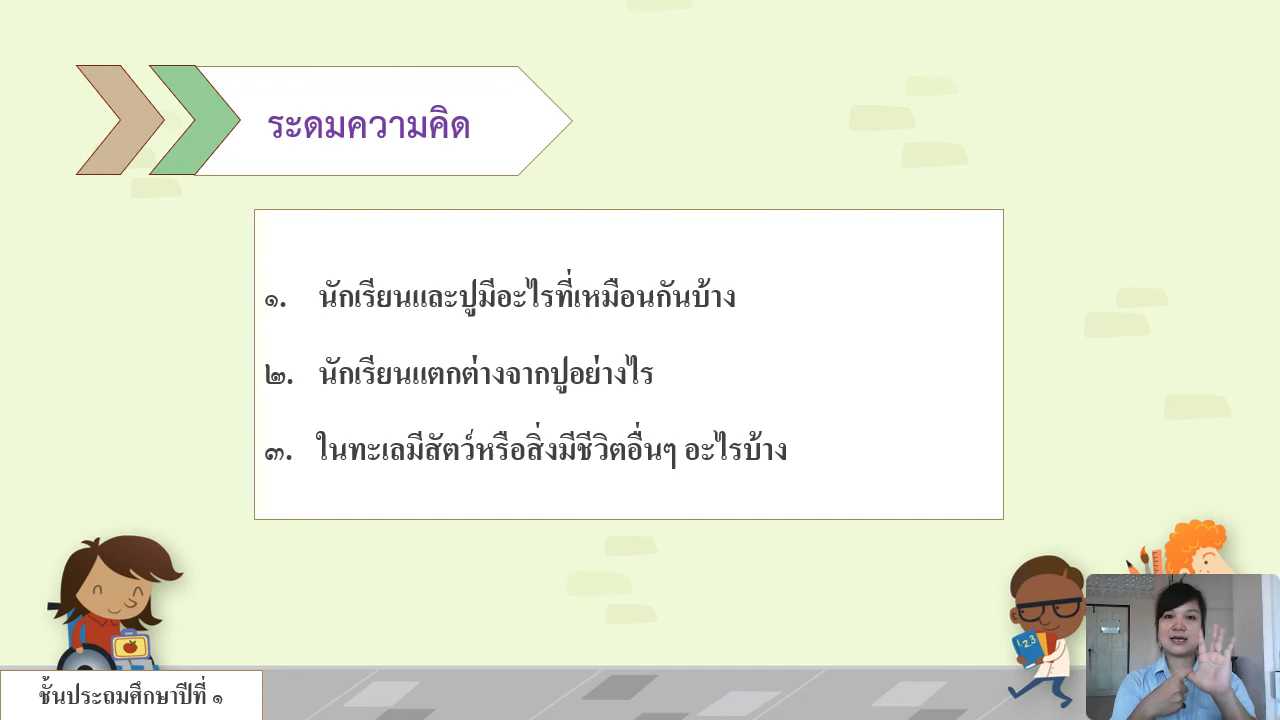 ระดมความคิด
๑. นักเรียนและปูมีอะไรที่เหมือนกันบ้าง
๒. นักเรียนแตกต่างจากปูอย่างไร
๓. ในทะเลมีสัตว์หรือสิ่งมีชีวิตอื่นๆ อะไรบ้าง
1 2 3
ชั้นประถมศึกษาปีที่ ๑